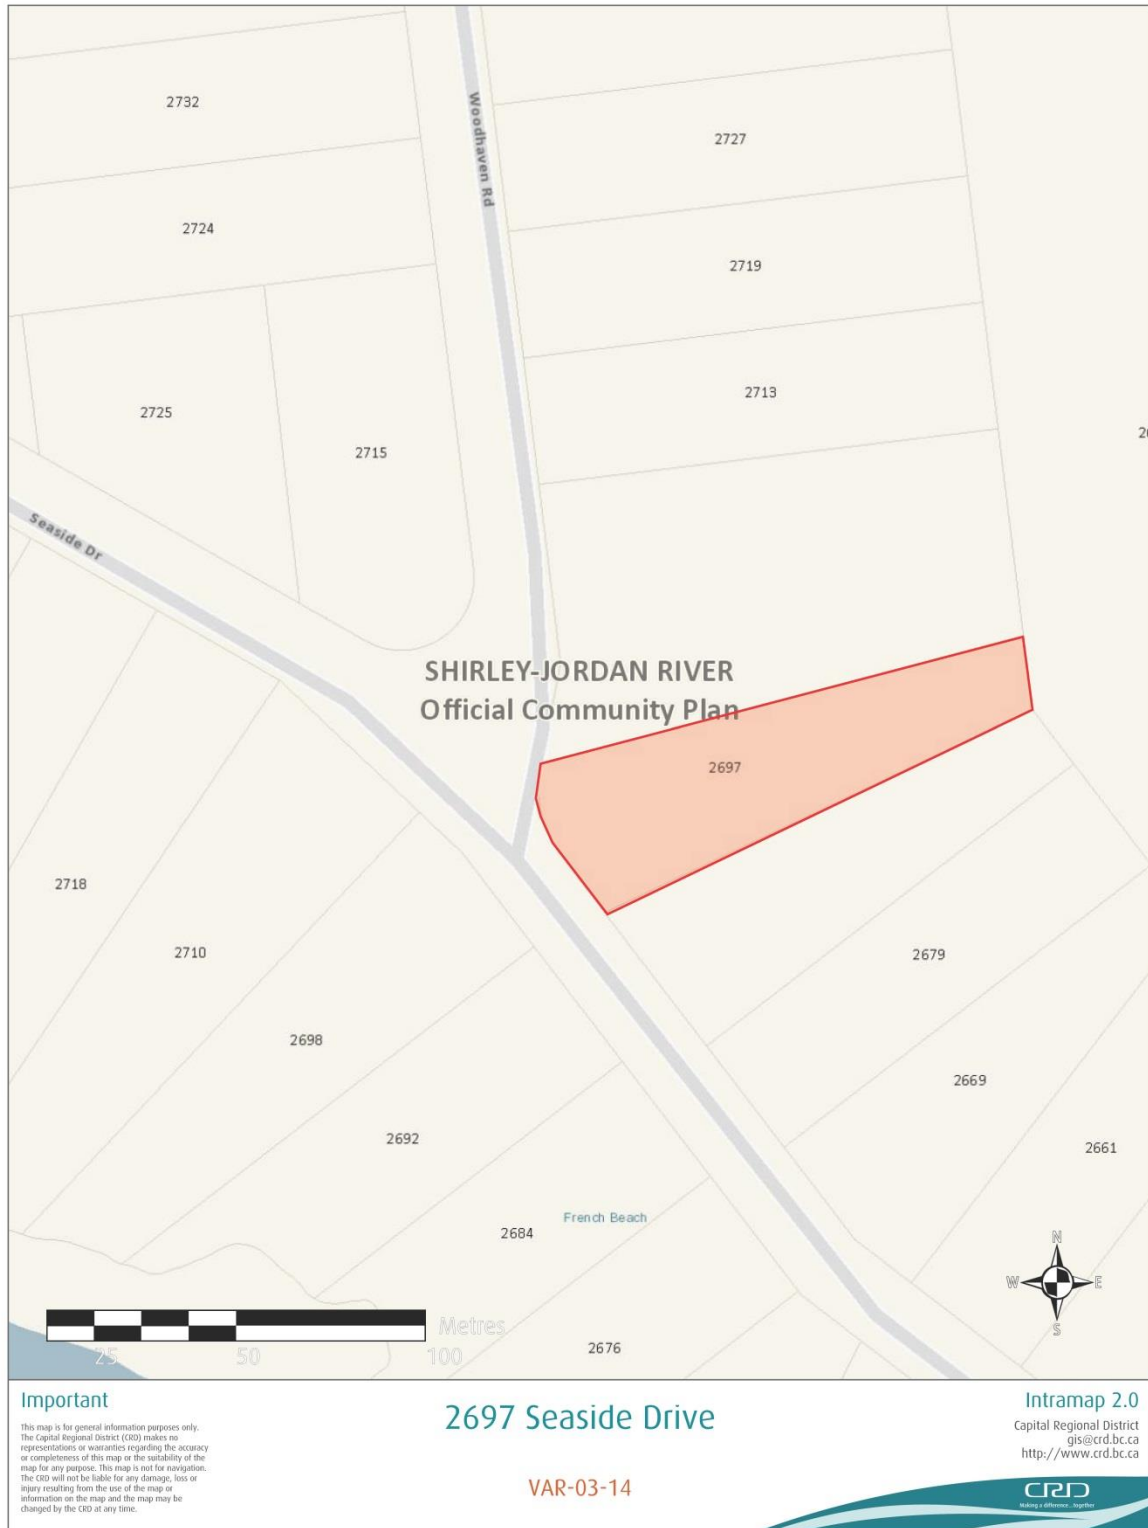 2732
Woodhaven Rd
2727
2724
2719
2725
2715
2713
Seaside Dr
SHIRLEY-JORDAN RIVER
Official Community Plan
2697
2718
2710
2679
2698
2669
2692
2661
2684
French Beach
2676
N
W
E
S
Metres
25
50
100
Important
This map is for general information purposes only.
The Capital Regional District (CRD) makes no
representations or warranties regarding the accuracy
or completeness of this map or the suitability of the
map for any purpose. This map is not for navigation.
The CRD will not be liable for any damage, loss or
injury resulting from the use of the map or
information on the map and the map may be
changed by the CRD at any time.
2697 Seaside Drive
VAR-03-14
Intramap 2.0
Capital Regional District
gis@crd.bc.ca
http://www.crd.bc.ca
CRD
Making a difference...together